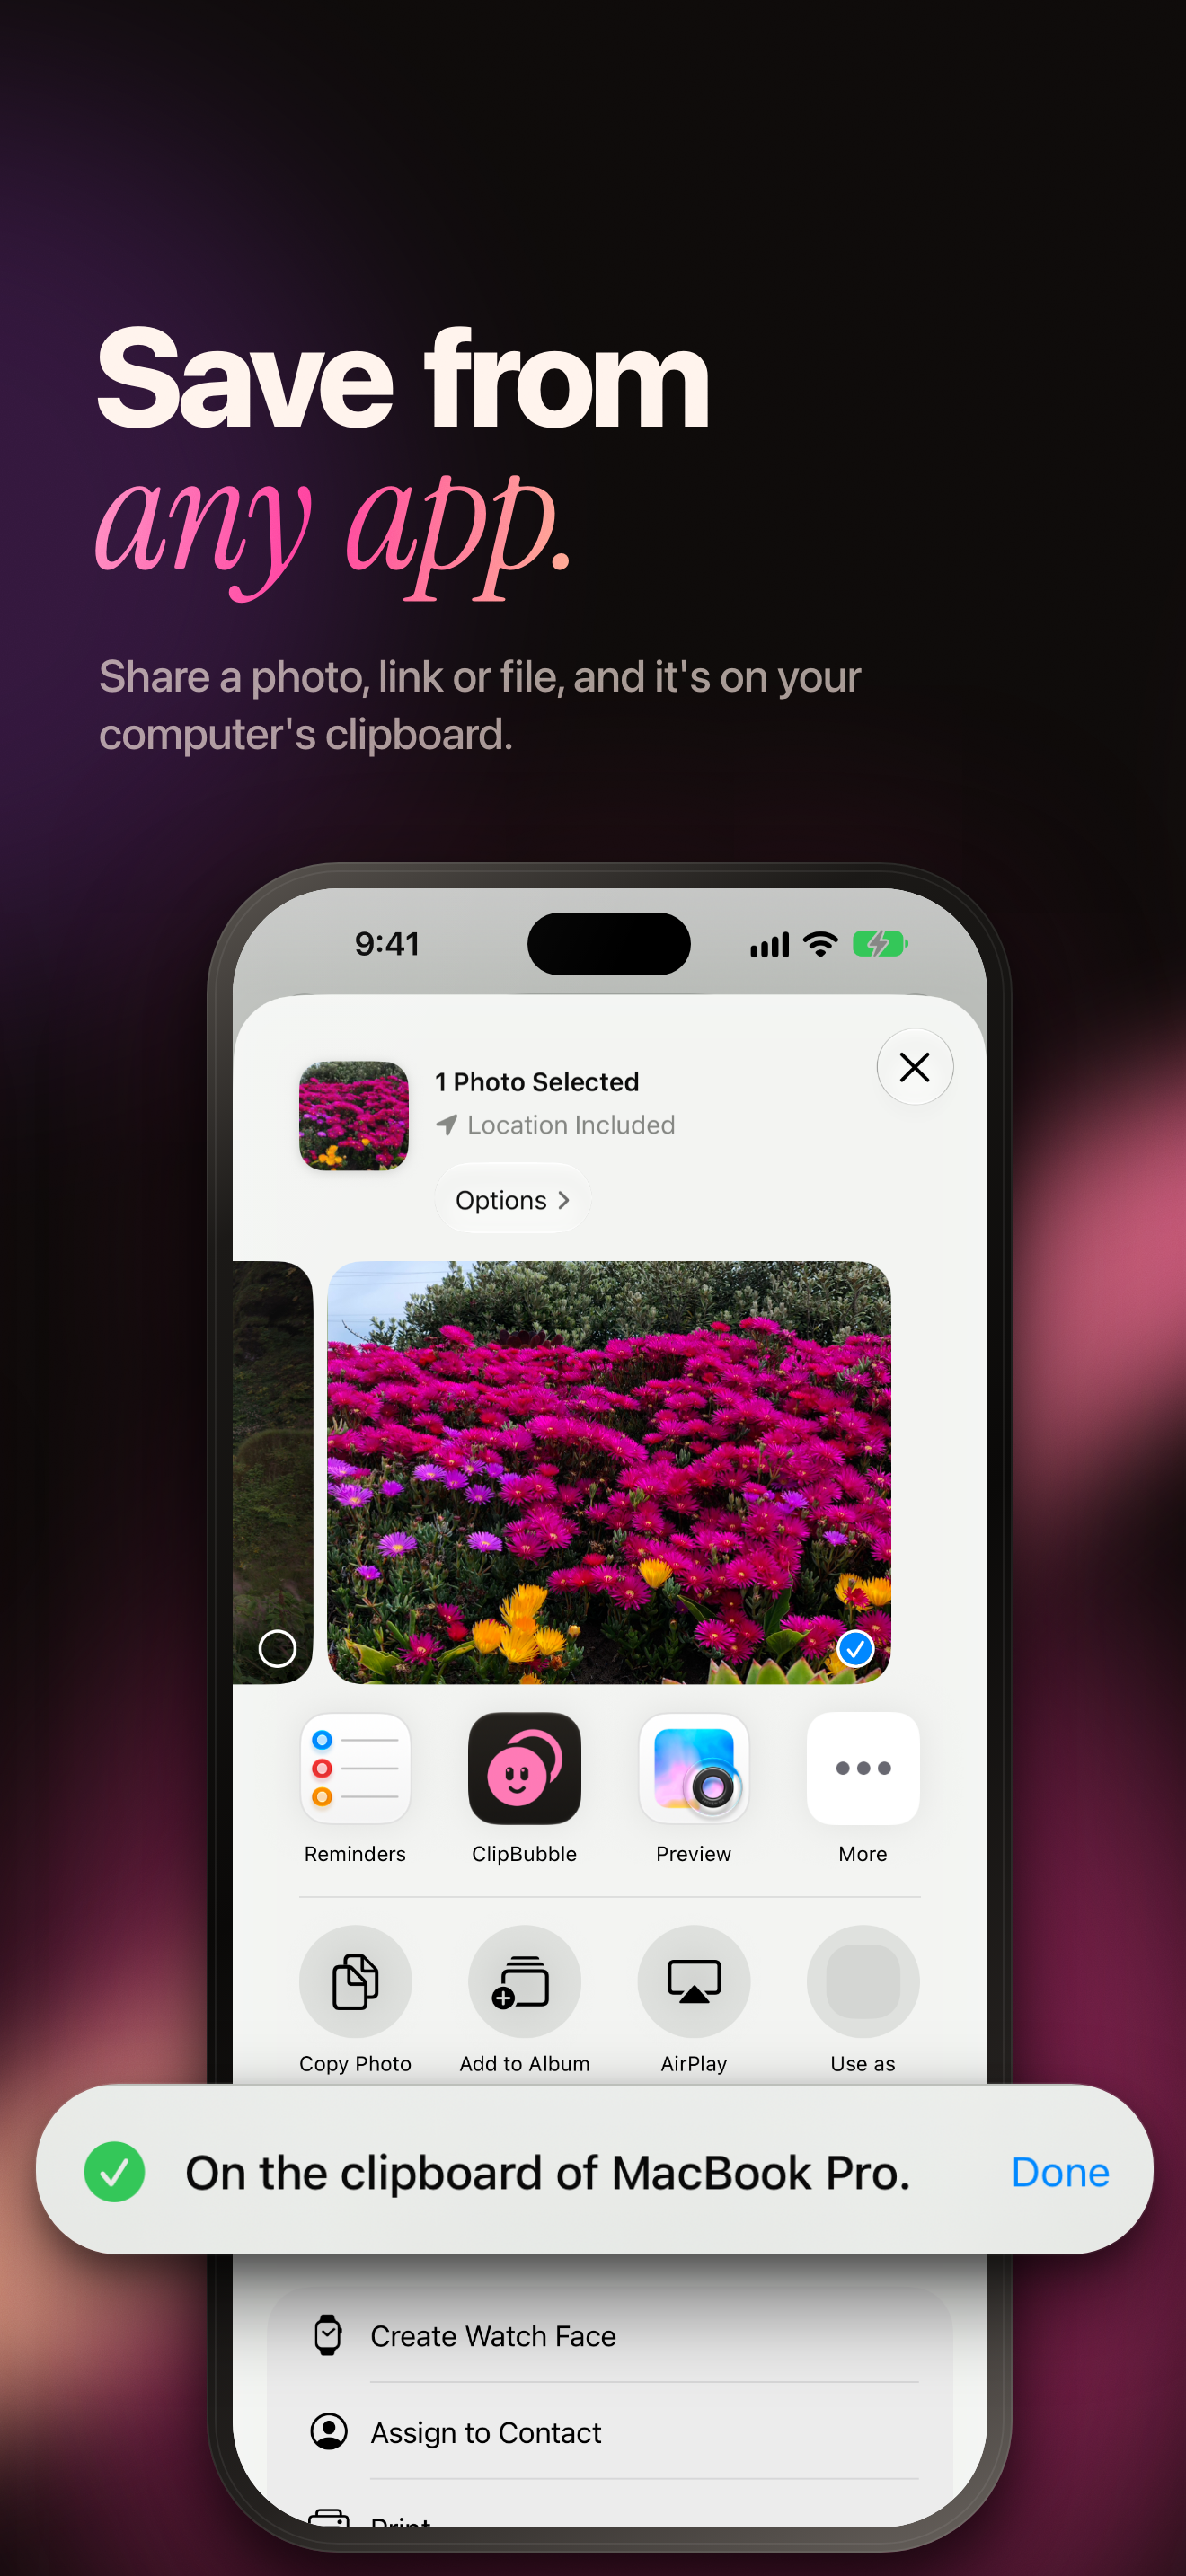 Save from
any app.
Share a photo, link or file, and it's on your
computer's clipboard.
9:41
1 Photo Selected
Location Included
Options
Reminders
ClipBubble
Preview
More
Copy Photo
Add to Album
AirPlay
Use as
On the clipboard of MacBook Pro.
Done
Create Watch Face
Assign to Contact
Print